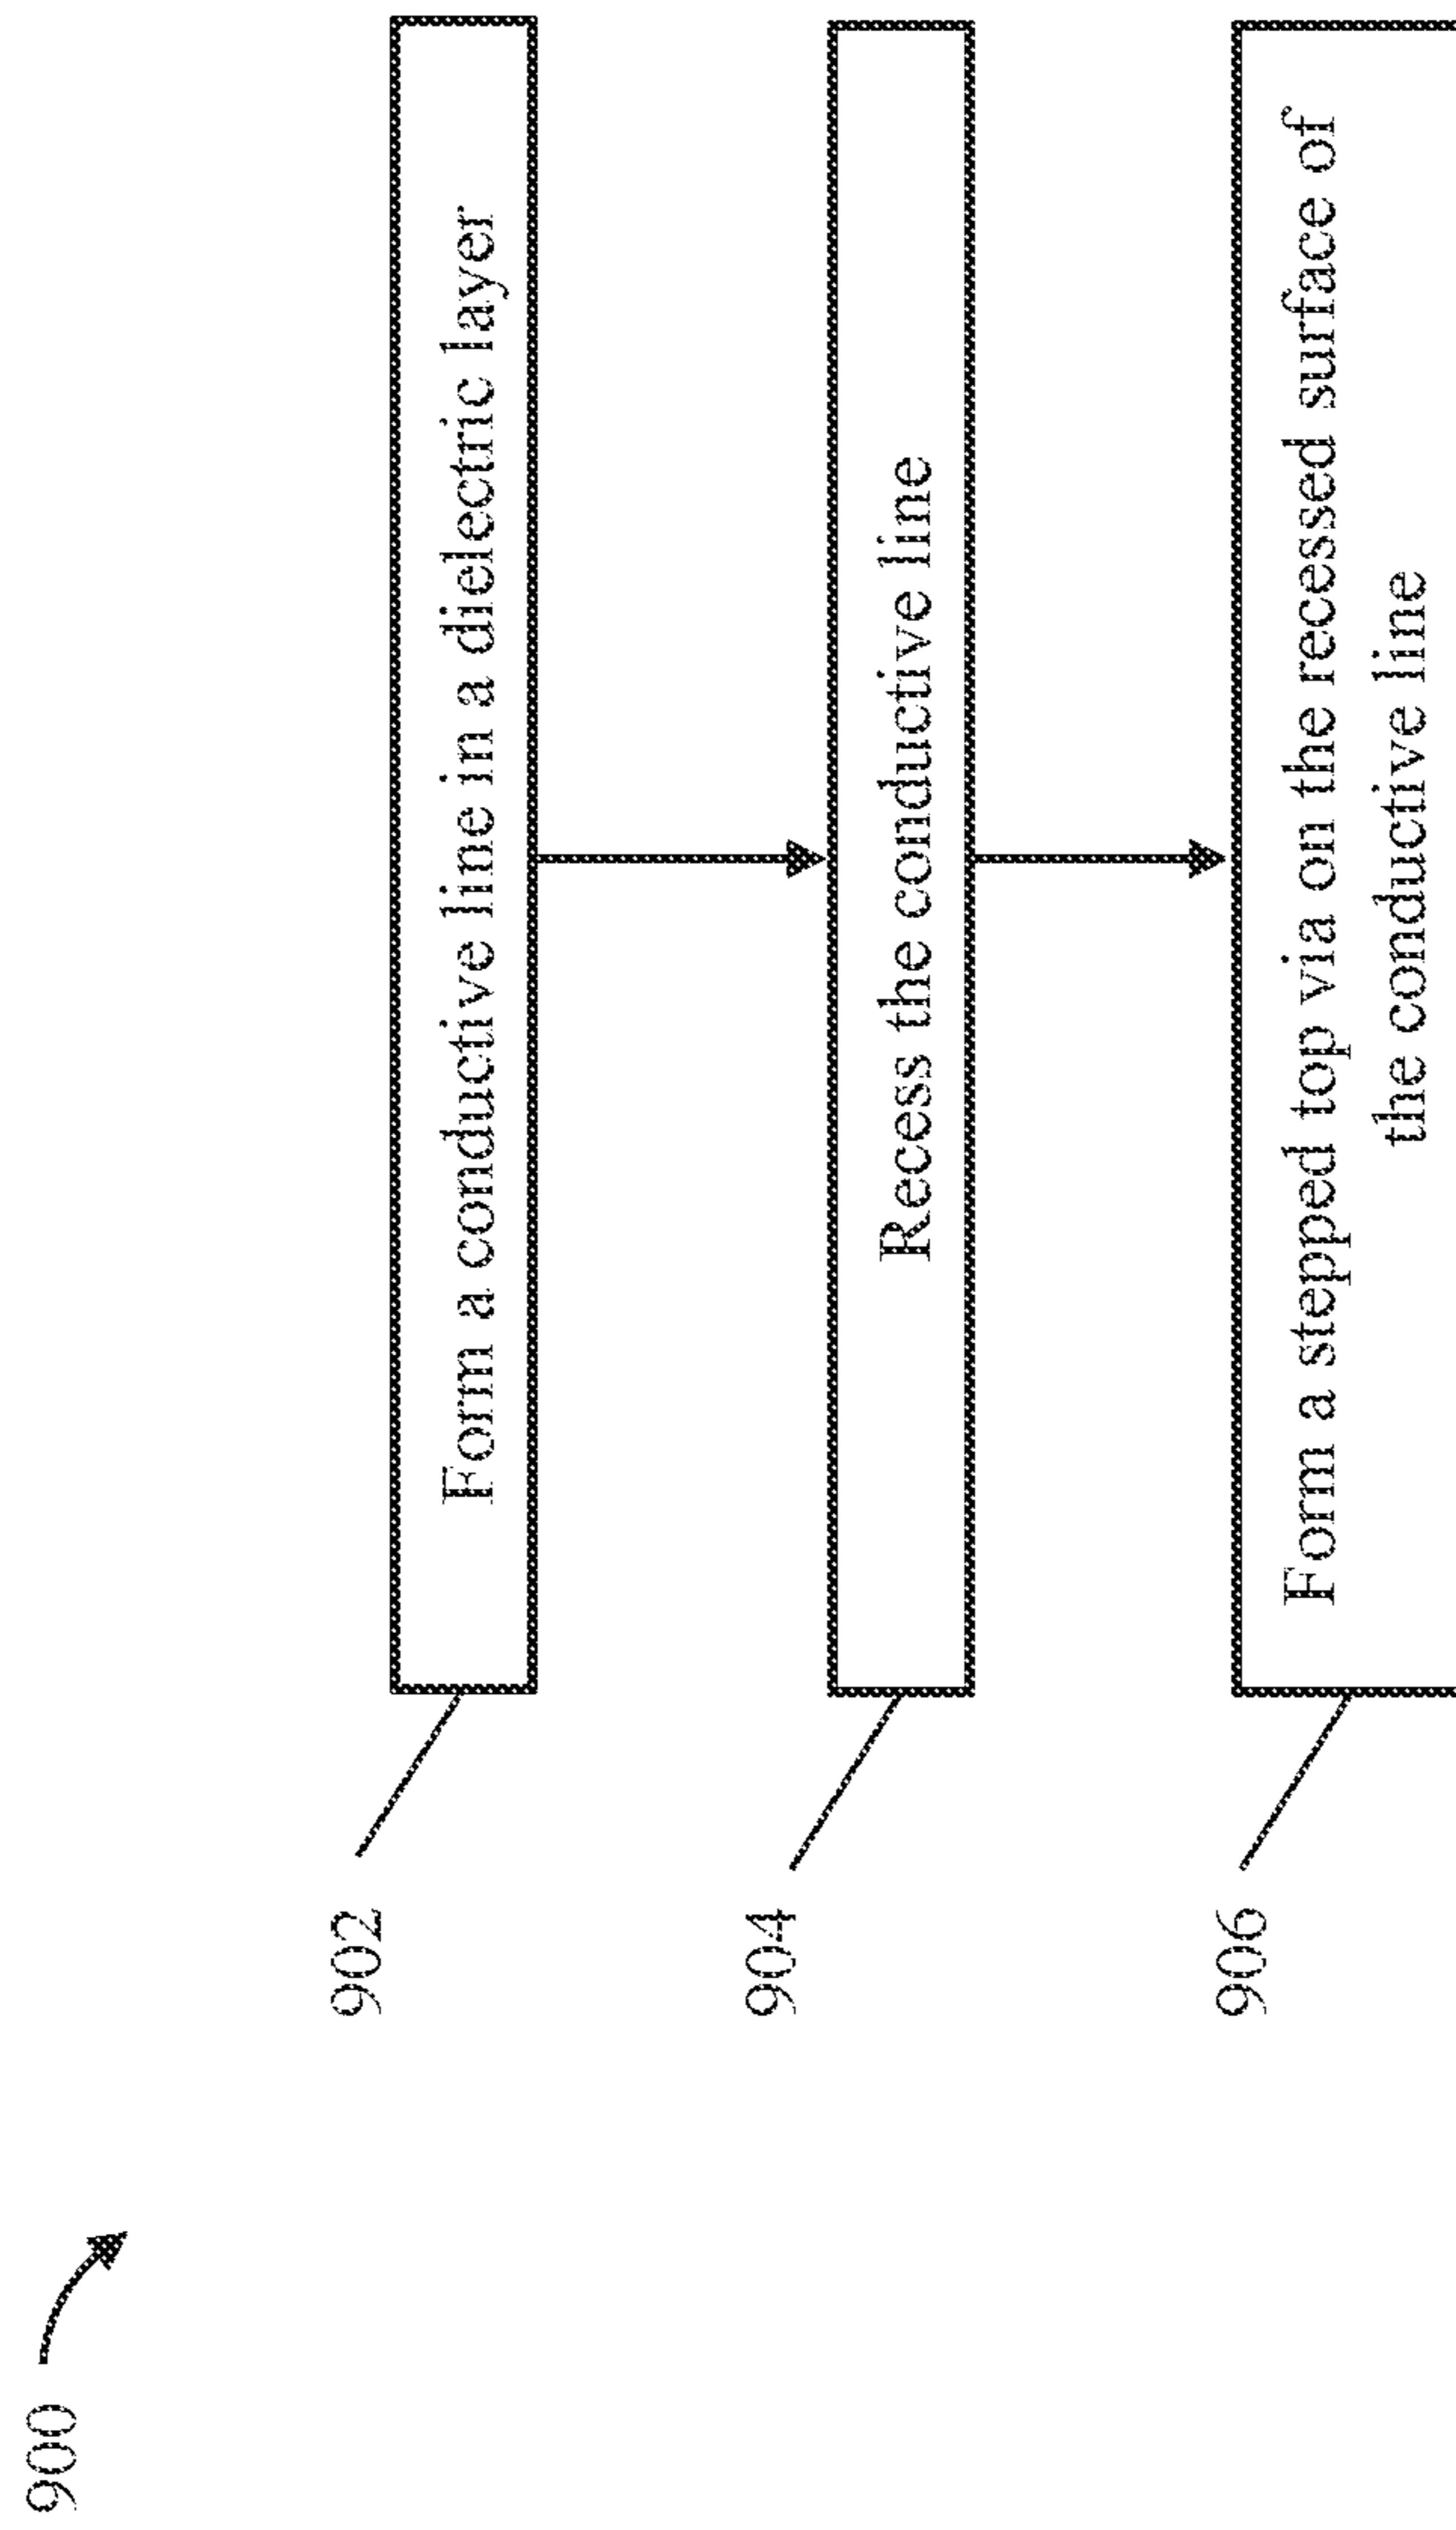 900
902
Form a conductive line in a dielectric layer
904
Recess the conductive line
906
Form a stepped top via on the recessed surface of
the conductive line